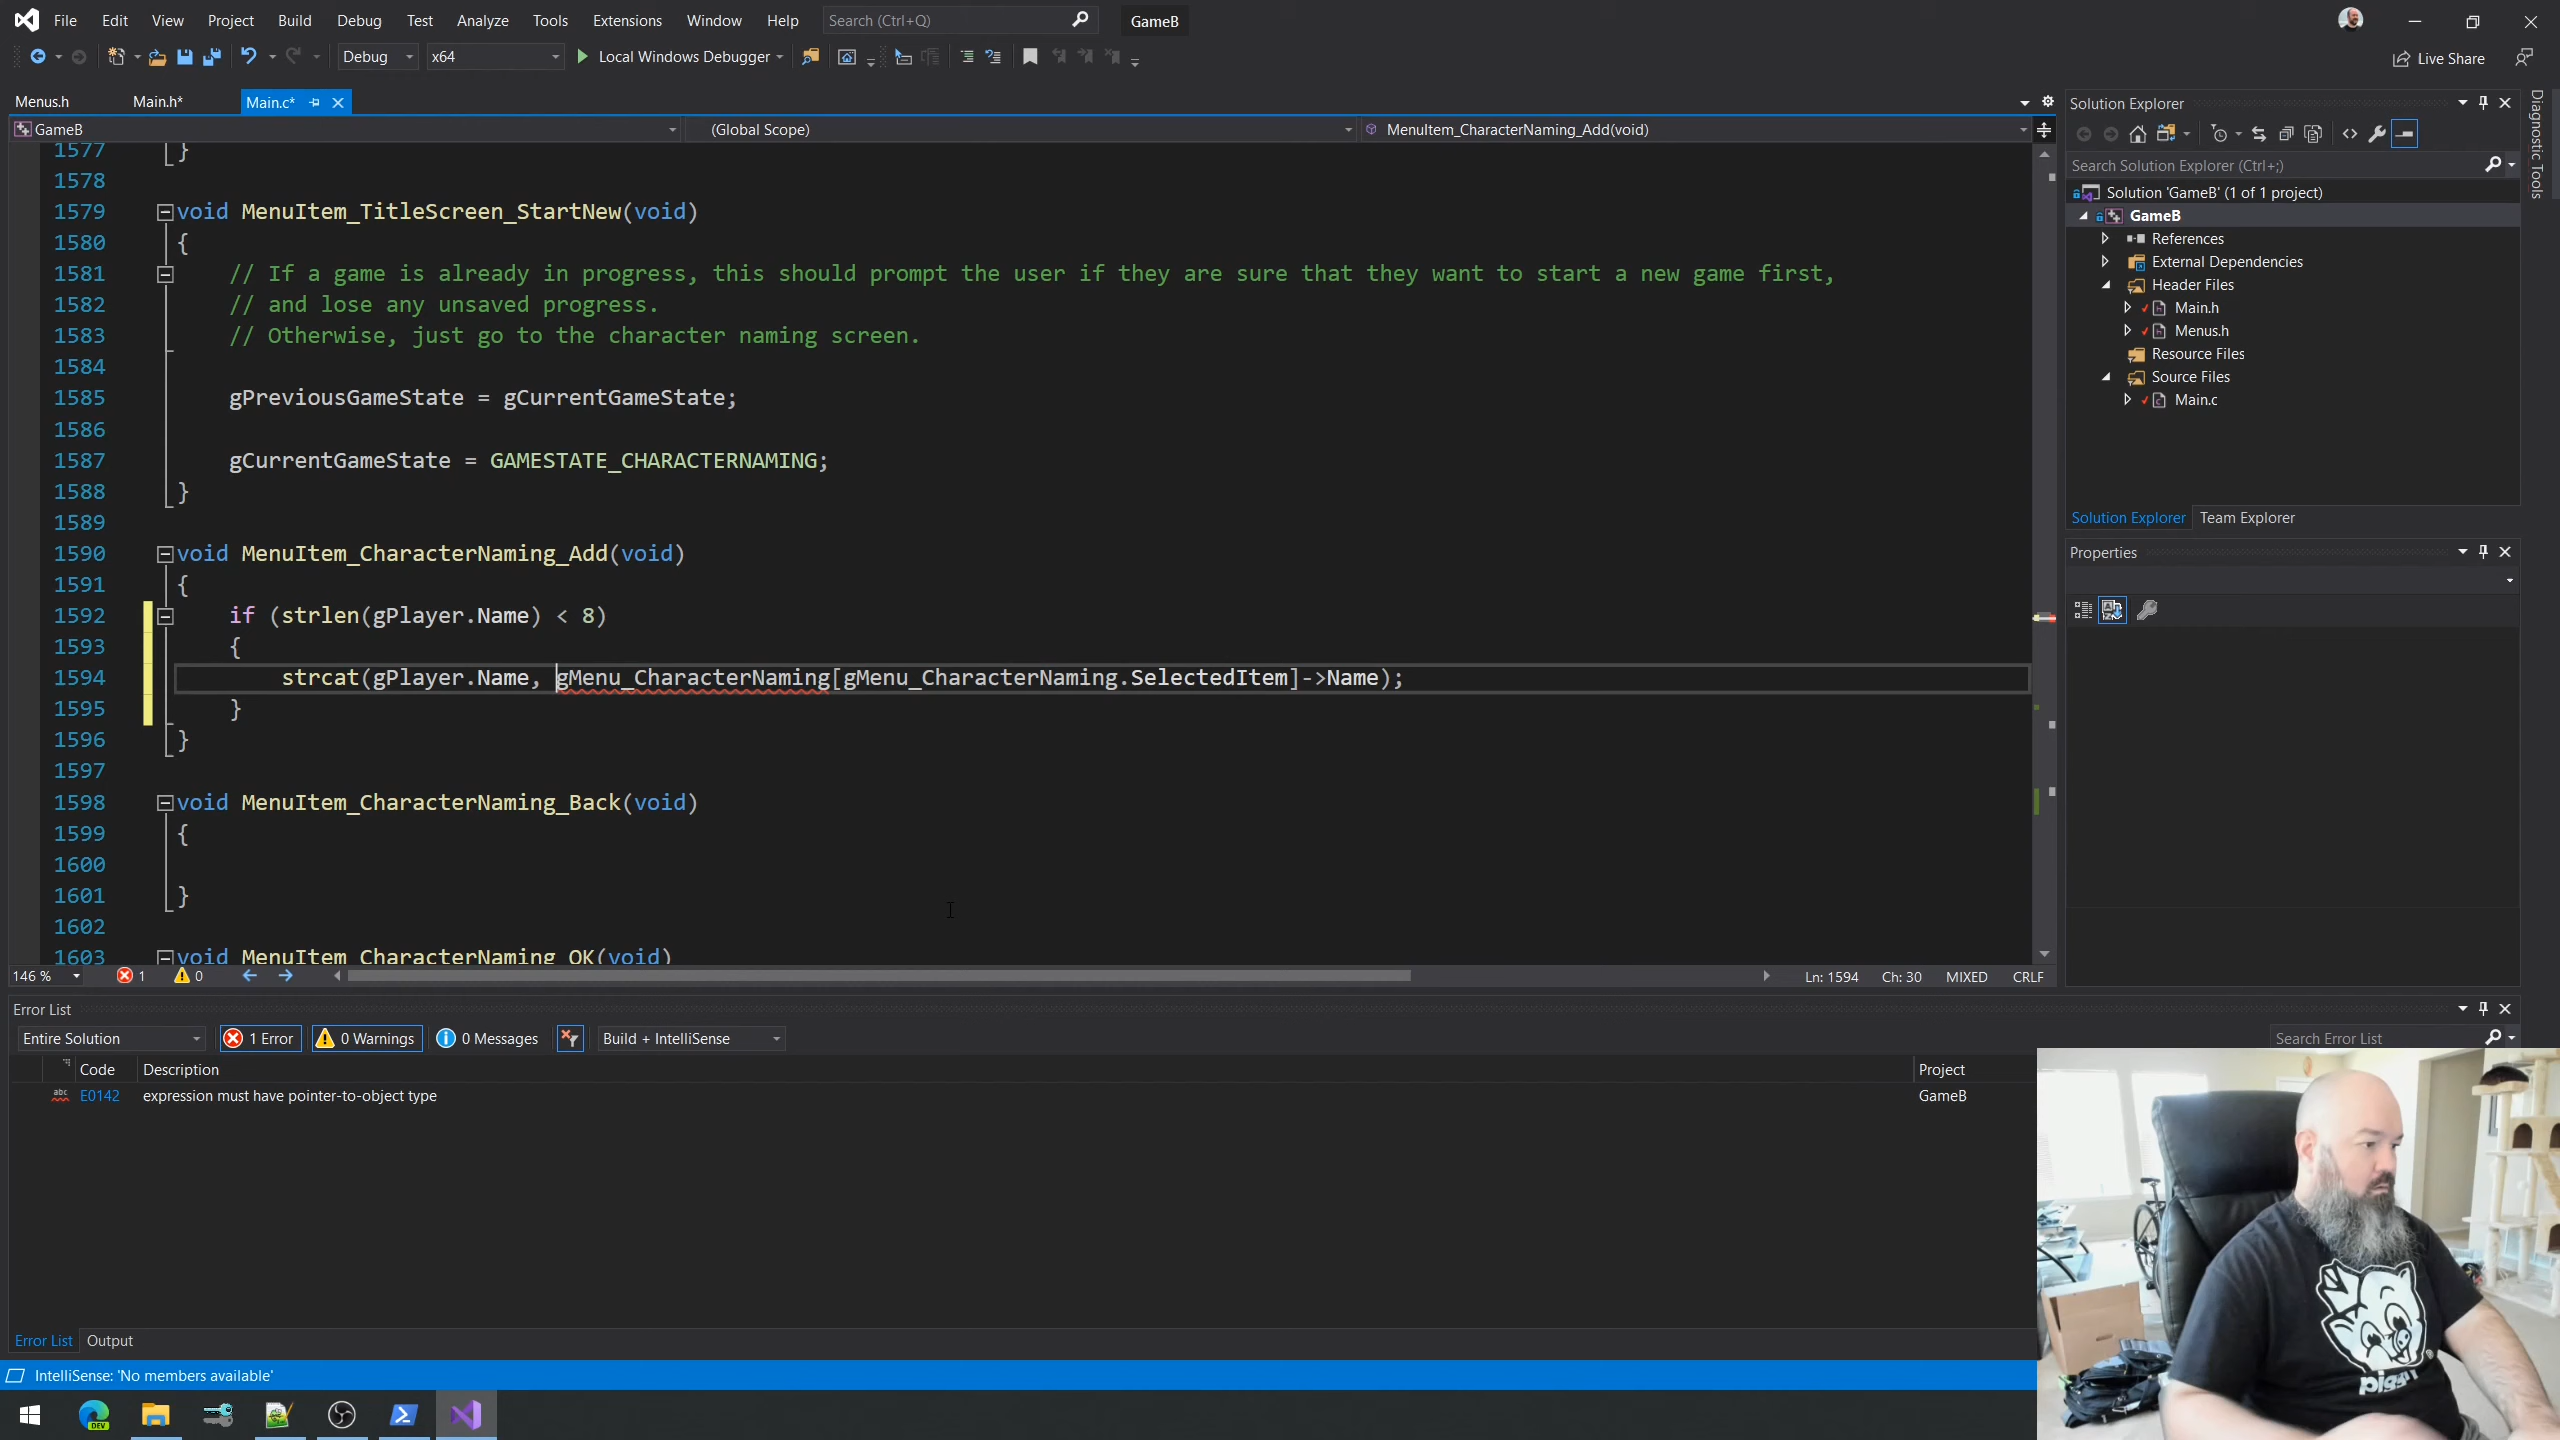 File Edit View Project Build Debug Test Analyze Tools Extensions Window Help Search (Ctrl+Q) GameB
Debug x64 Local Windows Debugger Live Share
Menus.h Main.h* Main.c*
GameB (Global Scope) MenuItem_CharacterNaming_Add(void)
1577 }
1578
1579 void MenuItem_TitleScreen_StartNew(void)
1580 {
1581 // If a game is already in progress, this should prompt the user if they are sure that they want to start a new game first,
1582 // and lose any unsaved progress.
1583 // Otherwise, just go to the character naming screen.
1584
1585 gPreviousGameState = gCurrentGameState;
1586
1587 gCurrentGameState = GAMESTATE_CHARACTERNAMING;
1588 }
1589
1590 void MenuItem_CharacterNaming_Add(void)
1591 {
1592 if (strlen(gPlayer.Name) < 8)
1593 {
1594 strcat(gPlayer.Name, gMenu_CharacterNaming[gMenu_CharacterNaming.SelectedItem]->Name);
1595 }
1596 }
1597
1598 void MenuItem_CharacterNaming_Back(void)
1599 {
1600
1601 }
1602
1603 void MenuItem_CharacterNaming_OK(void)
146 % 1 0 Ln: 1594 Ch: 30 MIXED CRLF
Solution Explorer
Search Solution Explorer (Ctrl+;)
Solution 'GameB' (1 of 1 project)
GameB
References
External Dependencies
Header Files
Main.h
Menus.h
Resource Files
Source Files
Main.c
Solution Explorer Team Explorer
Properties
Diagnostic Tools
Error List
Entire Solution 1 Error 0 Warnings 0 Messages Build + IntelliSense Search Error List
Code Description Project
abc E0142 expression must have pointer-to-object type GameB
Error List Output
IntelliSense: 'No members available'
DEV